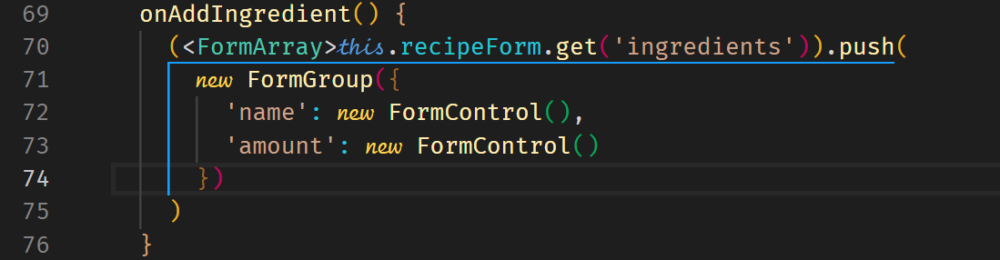 69 onAddIngredient() {
70 (<FormArray>this.recipeForm.get('ingredients')).push(
71 new FormGroup({
72 'name': new FormControl(),
73 'amount': new FormControl()
74 })
75 )
76 }